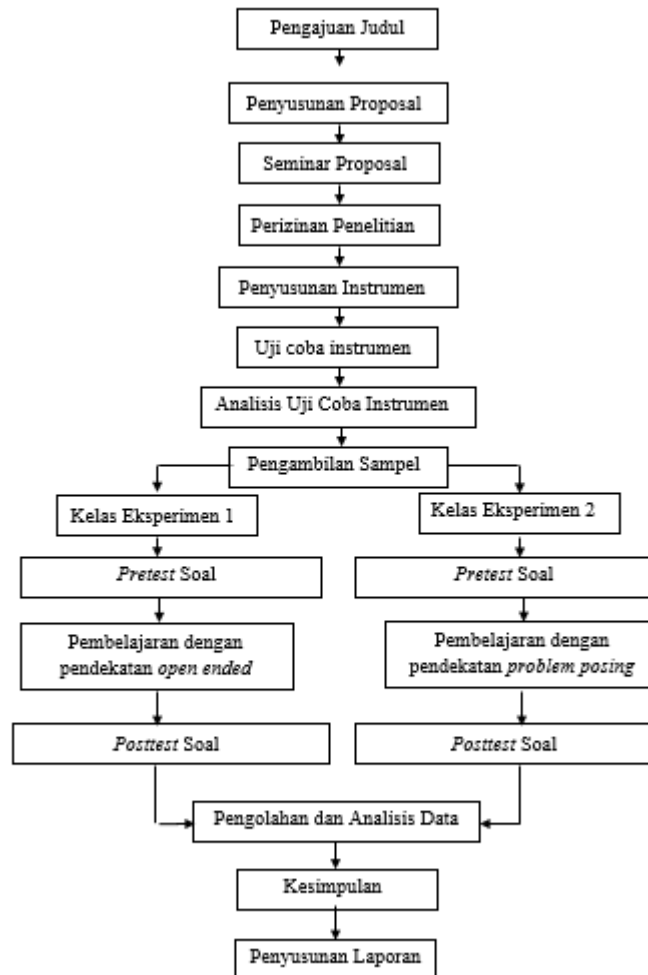 Pengajuan Judul
Penyusunan Proposal
Seminar Proposal
Perizinan Penelitian
Penyusunan Instrumen
Uji coba instrumen
Analisis Uji Coba Instrumen
Pengambilan Sampel
Kelas Eksperimen 1
Kelas Eksperimen 2
Pretest Soal
Pretest Soal
Pembelajaran dengan
pendekatan open ended
Pembelajaran dengan
pendekatan problem posing
Posttest Soal
Posttest Soal
Pengolahan dan Analisis Data
Kesimpulan
Penyusunan Laporan